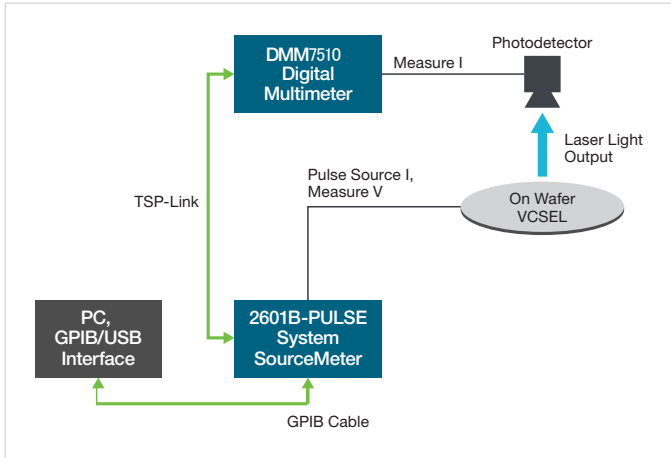 DMM7510
Digital
Multimeter
Measure I
Photodetector
Laser Light
Output
Pulse Source I,
Measure V
On Wafer
VCSEL
TSP-Link
PC,
GPIB/USB
Interface
2601B-PULSE
System
SourceMeter
GPIB Cable